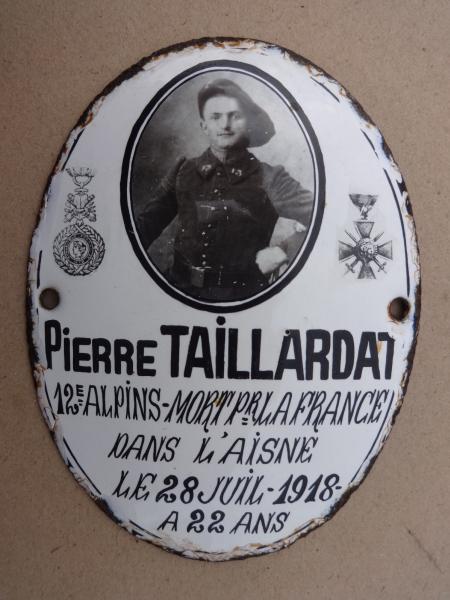 PiERRE TAiLLARDAT
12E ALPiNS-MORT PR LA FRANCE
DANS L'AiSNE
LE 28 JUIL-1918-
A 22 ANS